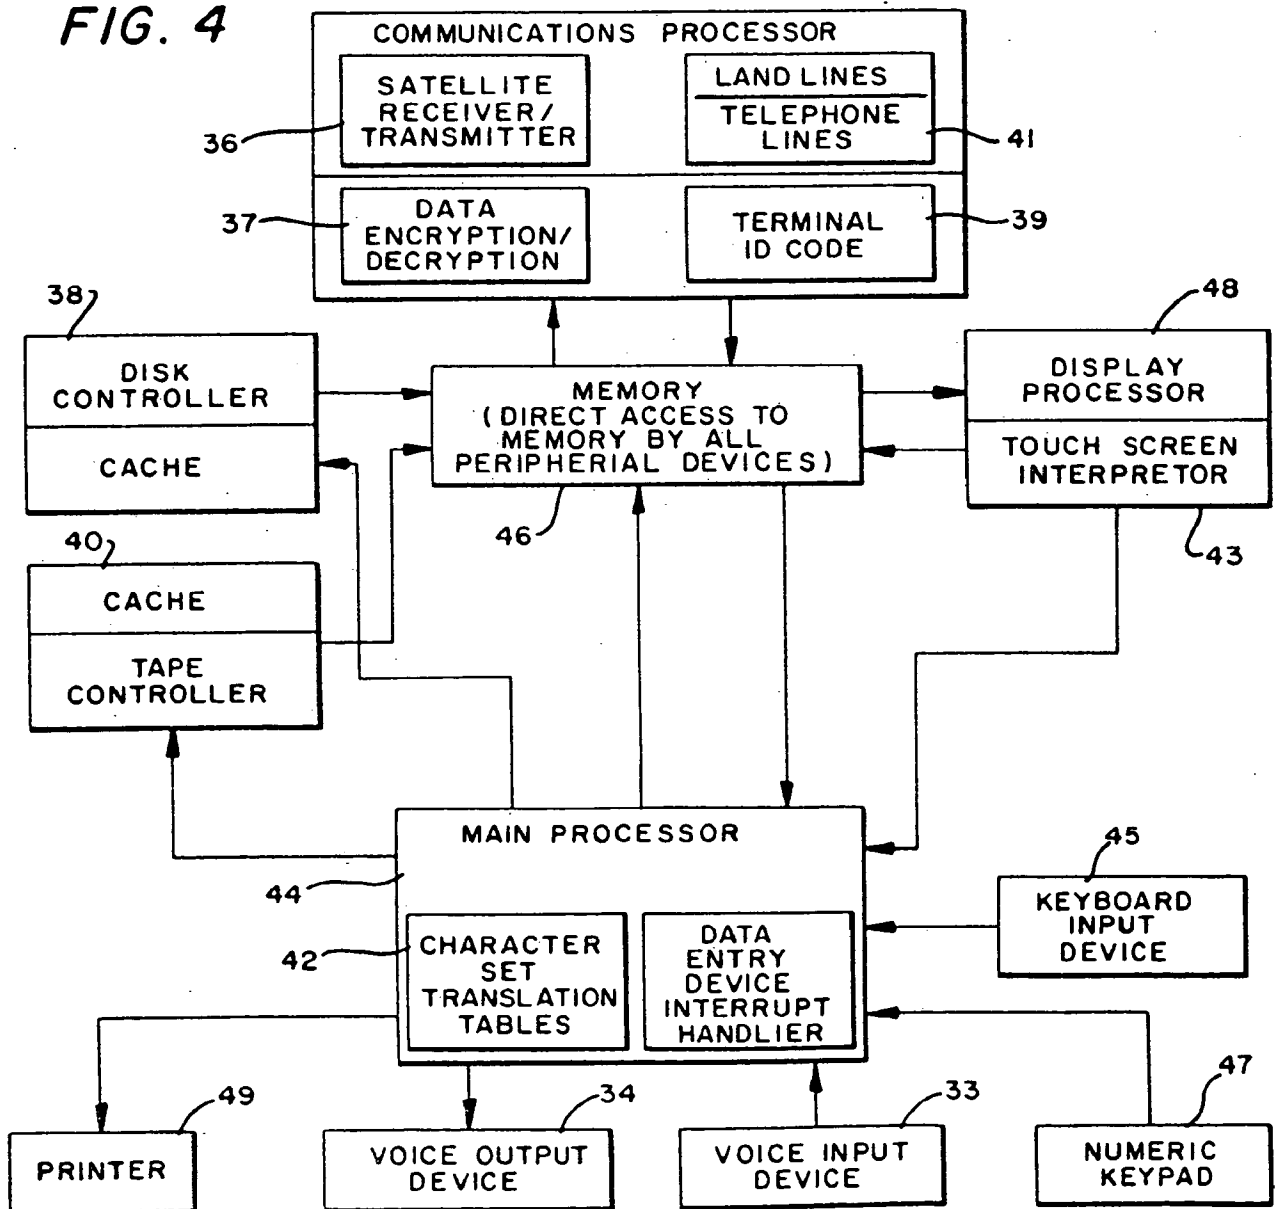 FIG. 4
COMMUNICATIONS PROCESSOR
SATELLITE
RECEIVER/
TRANSMITTER
36
LAND LINES
TELEPHONE
LINES
41
37
DATA
ENCRYPTION/
DECRYPTION
TERMINAL
ID CODE
39
38
DISK
CONTROLLER
CACHE
MEMORY
(DIRECT ACCESS TO
MEMORY BY ALL
PERIPHERIAL DEVICES)
46
48
DISPLAY
PROCESSOR
TOUCH SCREEN
INTERPRETOR
43
40
CACHE
TAPE
CONTROLLER
MAIN PROCESSOR
44
42
CHARACTER
SET
TRANSLATION
TABLES
DATA
ENTRY
DEVICE
INTERRUPT
HANDLIER
45
KEYBOARD
INPUT
DEVICE
49
PRINTER
34
VOICE OUTPUT
DEVICE
33
VOICE INPUT
DEVICE
47
NUMERIC
KEYPAD